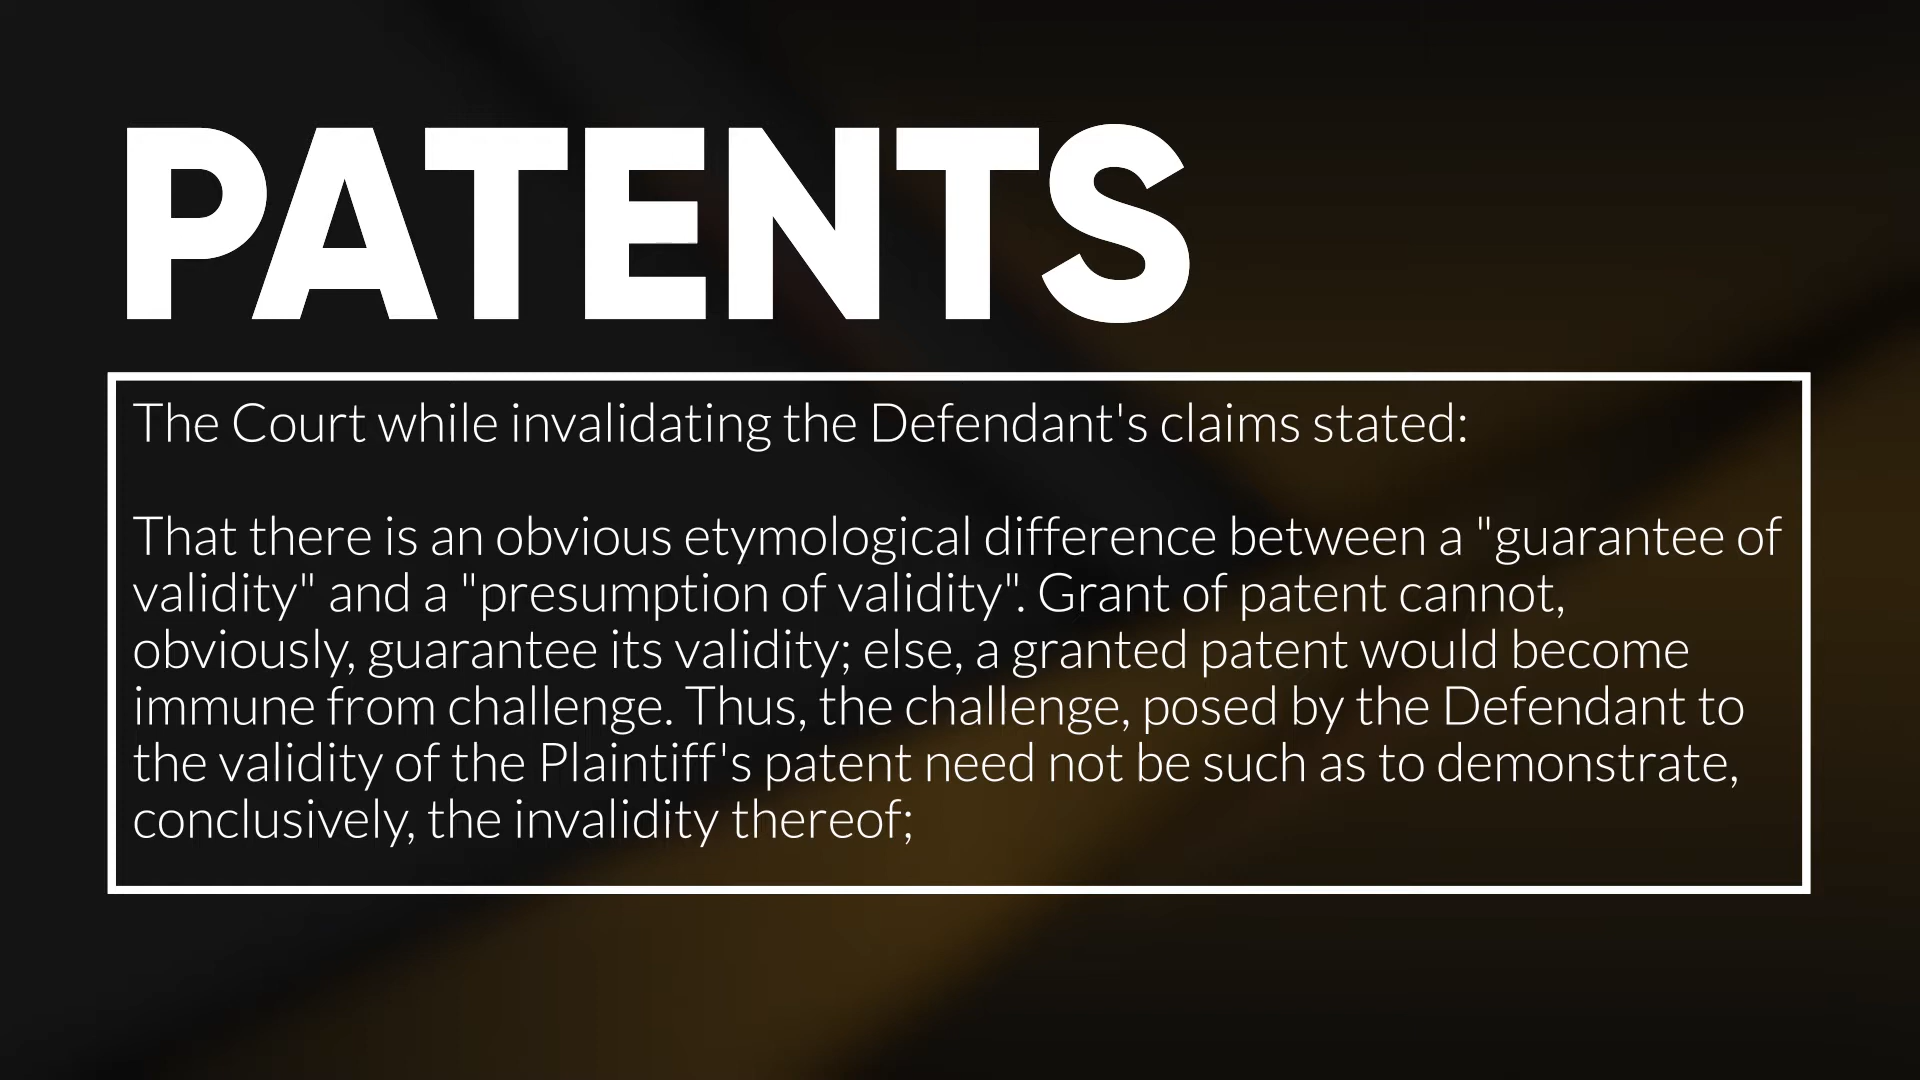 PATENTS
The Court while invalidating the Defendant's claims stated:
That there is an obvious etymological difference between a "guarantee of
validity" and a "presumption of validity". Grant of patent cannot,
obviously, guarantee its validity; else, a granted patent would become
immune from challenge. Thus, the challenge, posed by the Defendant to
the validity of the Plaintiff's patent need not be such as to demonstrate,
conclusively, the invalidity thereof;